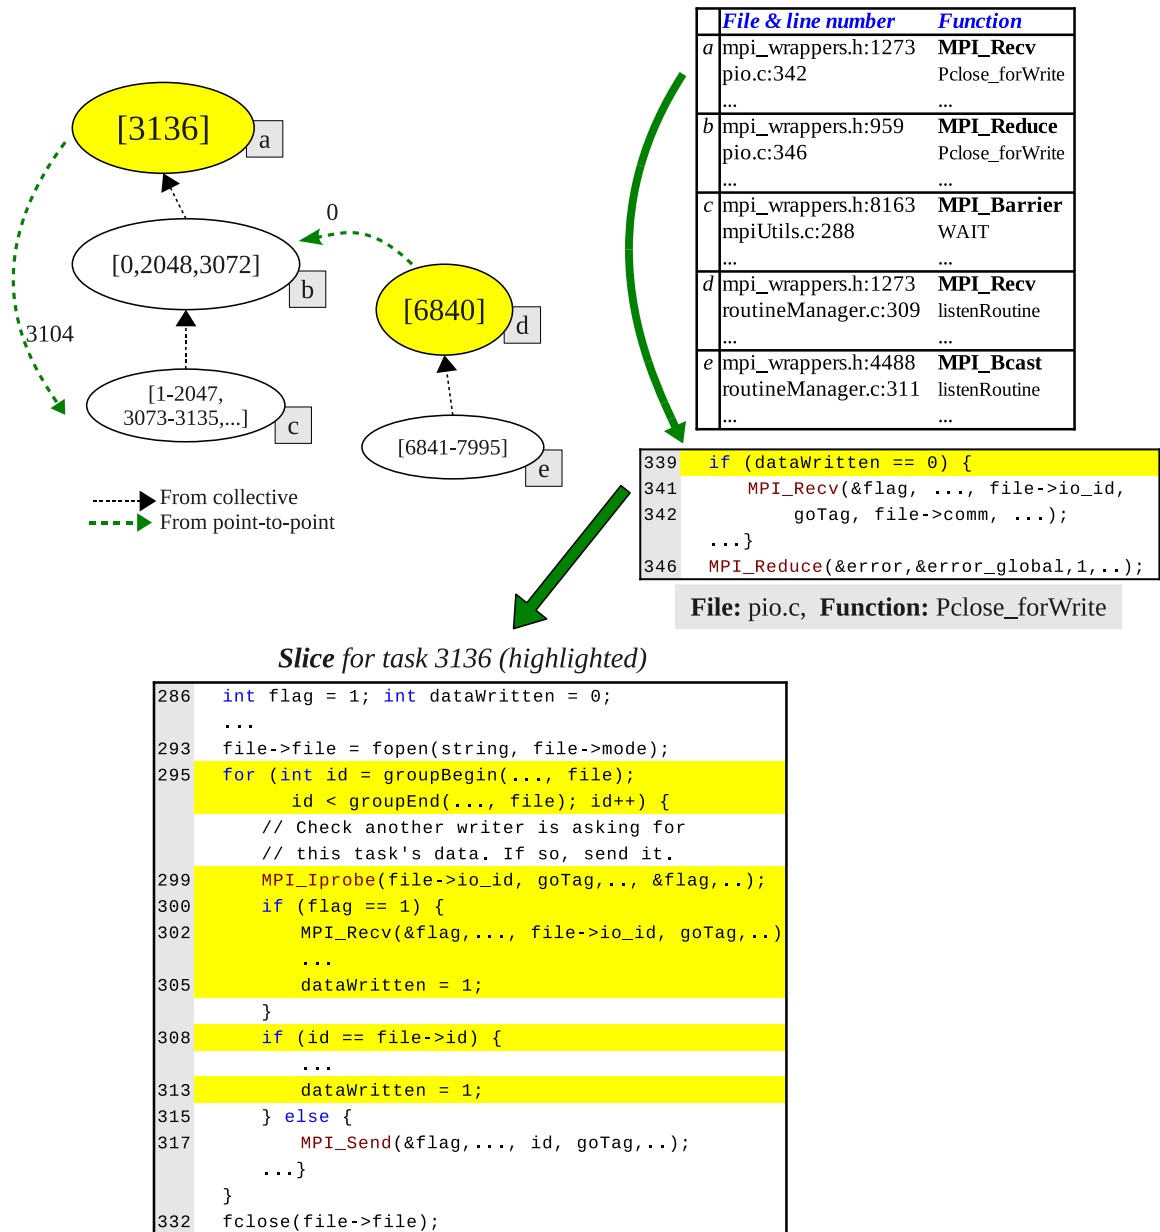 File & line number Function
a mpi_wrappers.h:1273 MPI_Recv
pio.c:342 Pclose_forWrite
... ...
b mpi_wrappers.h:959 MPI_Reduce
pio.c:346 Pclose_forWrite
... ...
c mpi_wrappers.h:8163 MPI_Barrier
mpiUtils.c:288 WAIT
... ...
d mpi_wrappers.h:1273 MPI_Recv
routineManager.c:309 listenRoutine
... ...
e mpi_wrappers.h:4488 MPI_Bcast
routineManager.c:311 listenRoutine
... ...
[3136]
a
0
[0,2048,3072]
b
[6840]
d
3104
[1-2047,
3073-3135,...]
c
[6841-7995]
e
From collective
From point-to-point
339 if (dataWritten == 0) {
341 MPI_Recv(&flag, ..., file->io_id,
342 goTag, file->comm, ...);
...}
346 MPI_Reduce(&error,&error_global,1,..);
File: pio.c, Function: Pclose_forWrite
Slice for task 3136 (highlighted)
286 int flag = 1; int dataWritten = 0;
...
293 file->file = fopen(string, file->mode);
295 for (int id = groupBegin(..., file);
id < groupEnd(..., file); id++) {
// Check another writer is asking for
// this task's data. If so, send it.
299 MPI_Iprobe(file->io_id, goTag,.., &flag,..);
300 if (flag == 1) {
302 MPI_Recv(&flag,..., file->io_id, goTag,..)
...
305 dataWritten = 1;
}
308 if (id == file->id) {
...
313 dataWritten = 1;
315 } else {
317 MPI_Send(&flag,..., id, goTag,..);
...}
}
332 fclose(file->file);